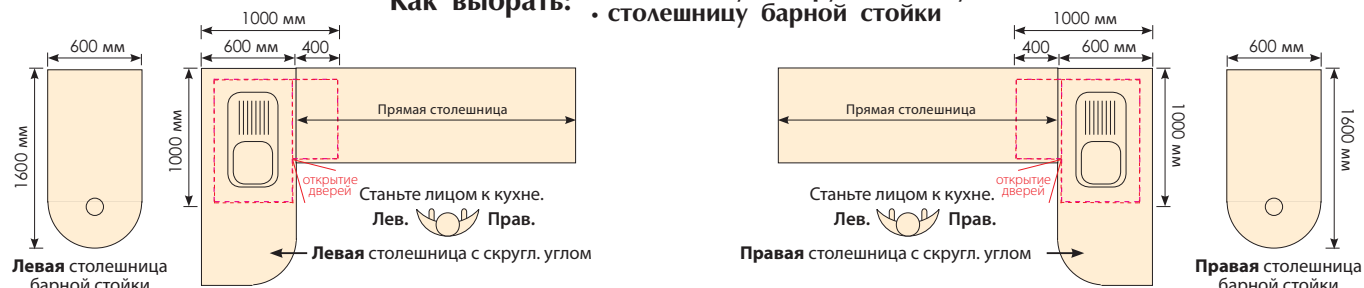 Как выбрать:
• столешницу барной стойки
1000 мм
600 мм
600 мм
400
1600 мм
1000 мм
Прямая столешница
открытие
дверей
Станьте лицом к кухне.
Лев.
Прав.
Левая столешница с скругл. углом
Левая столешница
барной стойки
1000 мм
400
600 мм
600 мм
1000 мм
1600 мм
Прямая столешница
открытие
дверей
Станьте лицом к кухне.
Лев.
Прав.
Правая столешница с скругл. углом
Правая столешница
барной стойки